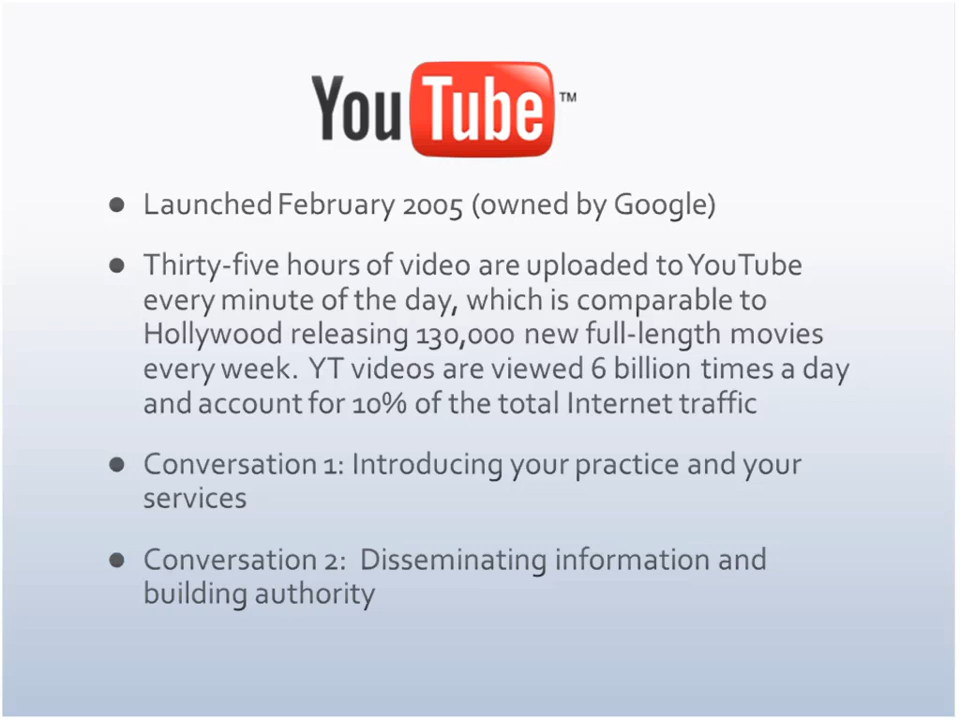 YouTube™
● Launched February 2005 (owned by Google)
● Thirty-five hours of video are uploaded to YouTube
every minute of the day, which is comparable to
Hollywood releasing 130,000 new full-length movies
every week.  YT videos are viewed 6 billion times a day
and account for 10% of the total Internet traffic
● Conversation 1: Introducing your practice and your
services
● Conversation 2:  Disseminating information and
building authority